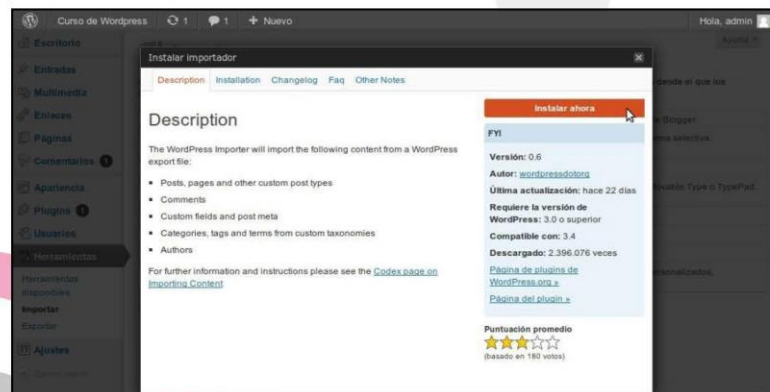 Curso de Wordpress 1 1 + Nuevo Hola, admin
Escritorio
Entradas
Multimedia
Enlaces
Páginas
Comentarios 1
Apariencia
Plugins 1
Usuarios
Herramientas
Herramientas
disponibles
Importar
Exportar
Ajustes
Ayuda
Instalar importador
Description Installation Changelog Faq Other Notes
Description
The WordPress Importer will import the following content from a WordPress
export file:
Posts, pages and other custom post types
Comments
Custom fields and post meta
Categories, tags and terms from custom taxonomies
Authors
For further information and instructions please see the Codex page on
Importing Content
Instalar ahora
FYI
Versión: 0.6
Autor: wordpressdotorg
Última actualización: hace 22 días
Requiere la versión de
WordPress: 3.0 o superior
Compatible con: 3.4
Descargado: 2.396.076 veces
Página de plugins de
WordPress.org »
Página del plugin »
Puntuación promedio
(basado en 180 votos)
desde el que los
Blogger.
selectiva.
Type o TypePad.